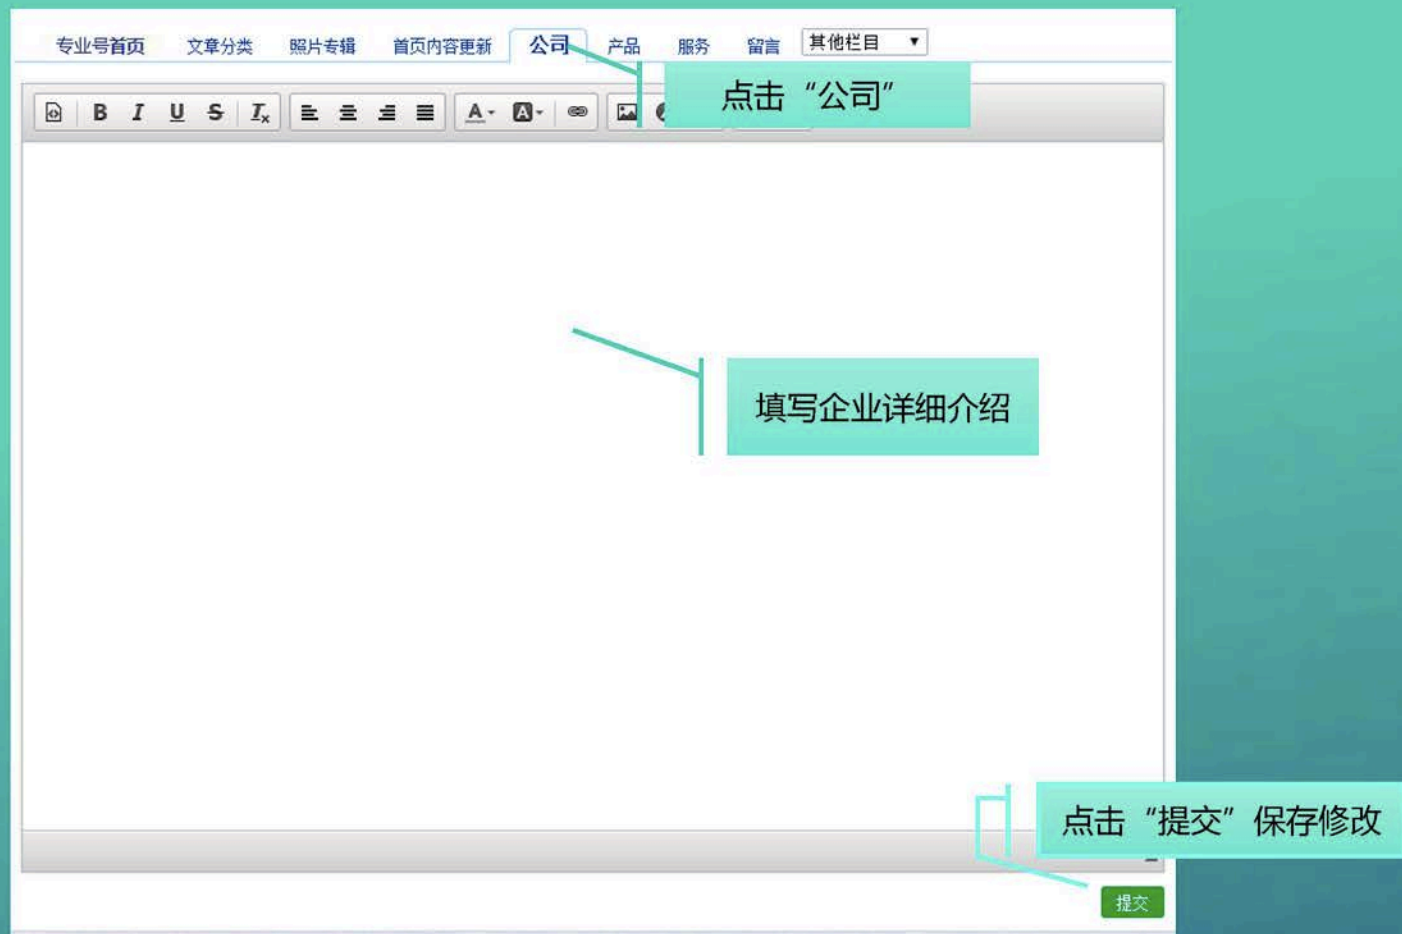 专业号首页 文章分类 照片专辑 首页内容更新 公司 产品 服务 留言 其他栏目
点击“公司”
填写企业详细介绍
点击“提交”保存修改
提交